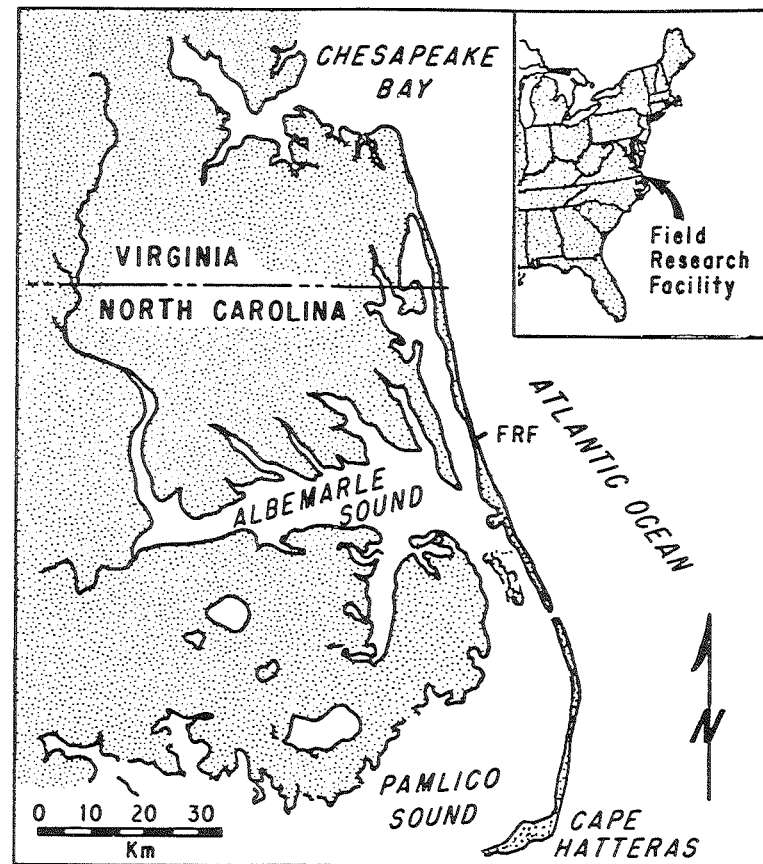 CHESAPEAKE
BAY
VIRGINIA
NORTH CAROLINA
Field
Research
Facility
ATLANTIC OCEAN
FRF
ALBEMARLE
SOUND
N
PAMLICO
SOUND
CAPE
HATTERAS
0 10 20 30
Km